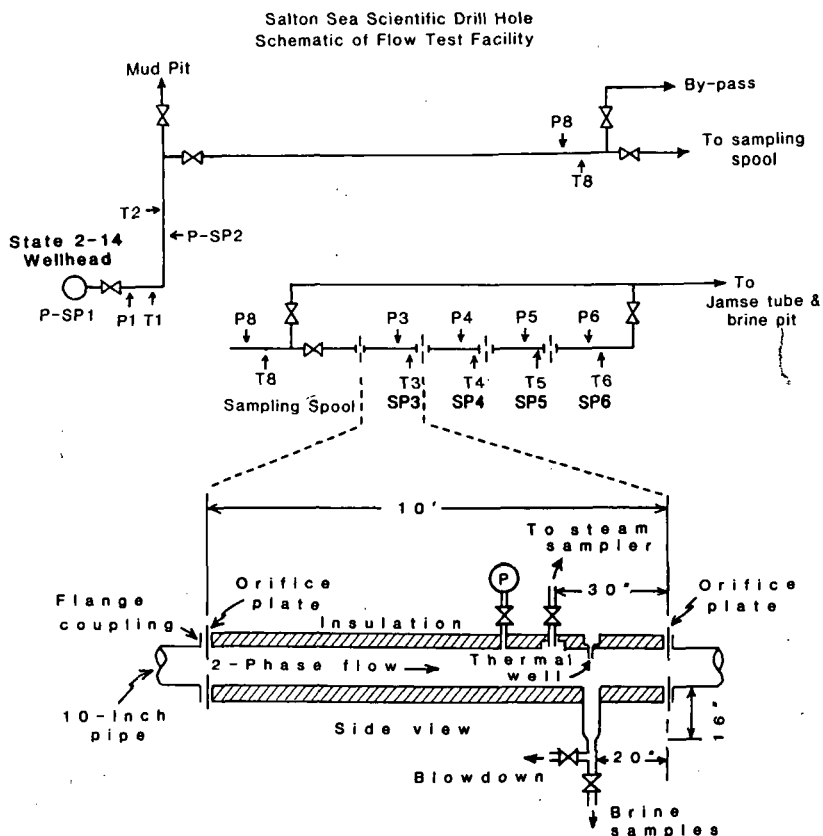 Salton Sea Scientific Drill Hole
Schematic of Flow Test Facility
Mud Pit
By-pass
P8
To sampling
spool
T8
T2
P-SP2
State 2-14
Wellhead
P-SP1
P1
T1
To
Jamse tube &
brine pit
P8
P3
P4
P5
P6
T8
T3
T4
T5
T6
Sampling Spool
SP3
SP4
SP5
SP6
10'
To steam
sampler
P
30"
Orifice
plate
Orifice
plate
Flange
coupling
Insulation
2-Phase flow
Thermal
well
10-Inch
pipe
Side view
16"
20"
Blowdown
Brine
samples